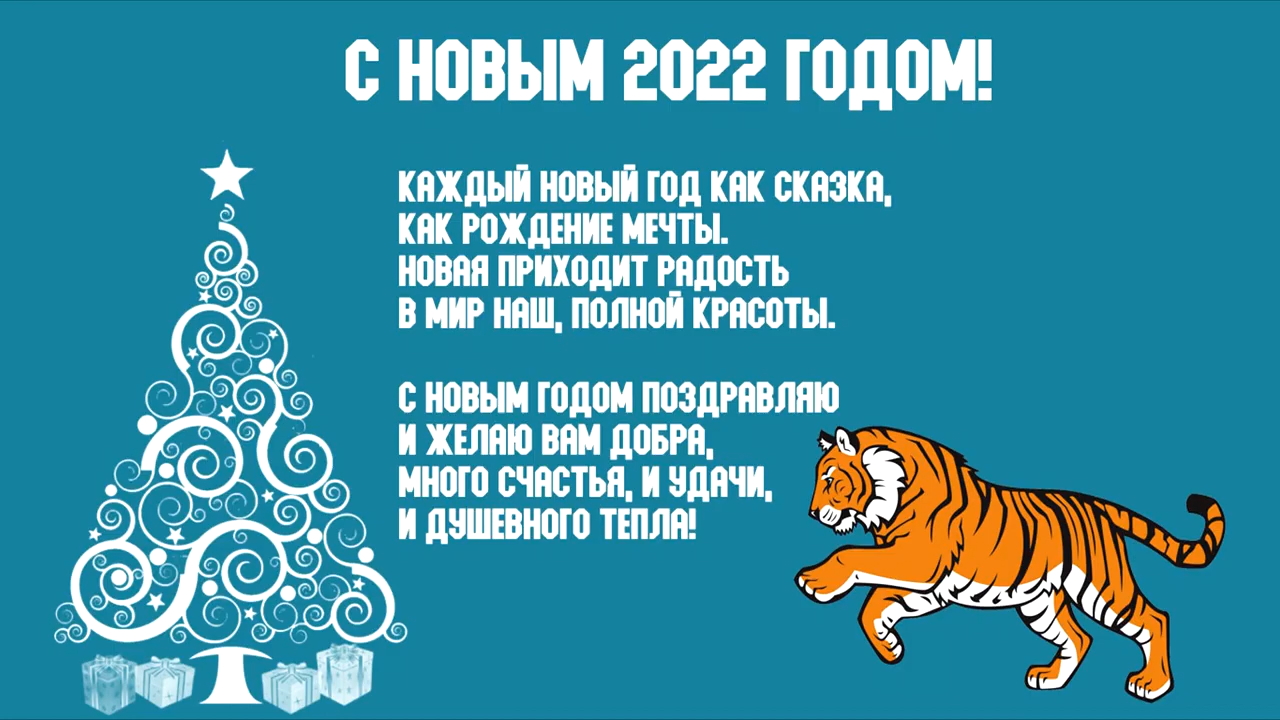 С НОВЫМ 2022 ГОДОМ!
КАЖДЫЙ НОВЫЙ ГОД КАК СКАЗКА,
КАК РОЖДЕНИЕ МЕЧТЫ.
НОВАЯ ПРИХОДИТ РАДОСТЬ
В МИР НАШ, ПОЛНОЙ КРАСОТЫ.
С НОВЫМ ГОДОМ ПОЗДРАВЛЯЮ
И ЖЕЛАЮ ВАМ ДОБРА,
МНОГО СЧАСТЬЯ, И УДАЧИ,
И ДУШЕВНОГО ТЕПЛА!